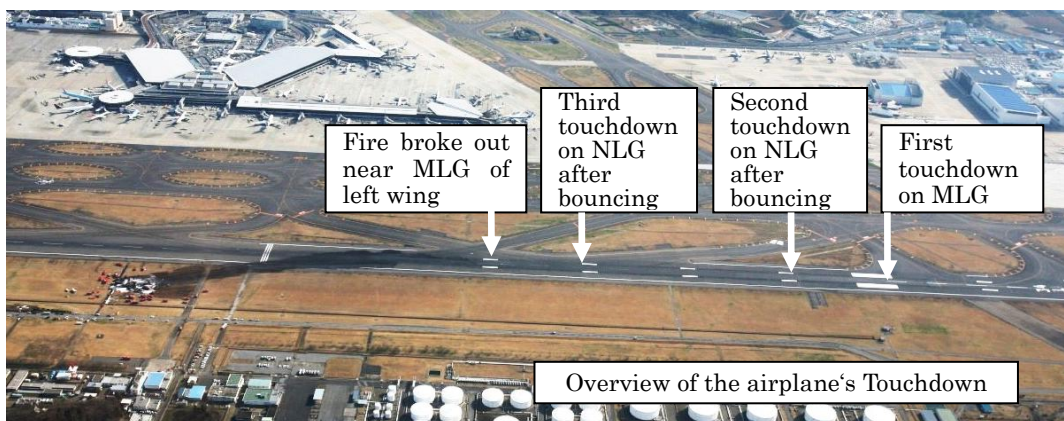 Fire broke out
near MLG of
left wing
Third
touchdown
on NLG
after
bouncing
Second
touchdown
on NLG
after
bouncing
First
touchdown
on MLG
Overview of the airplane‘s Touchdown